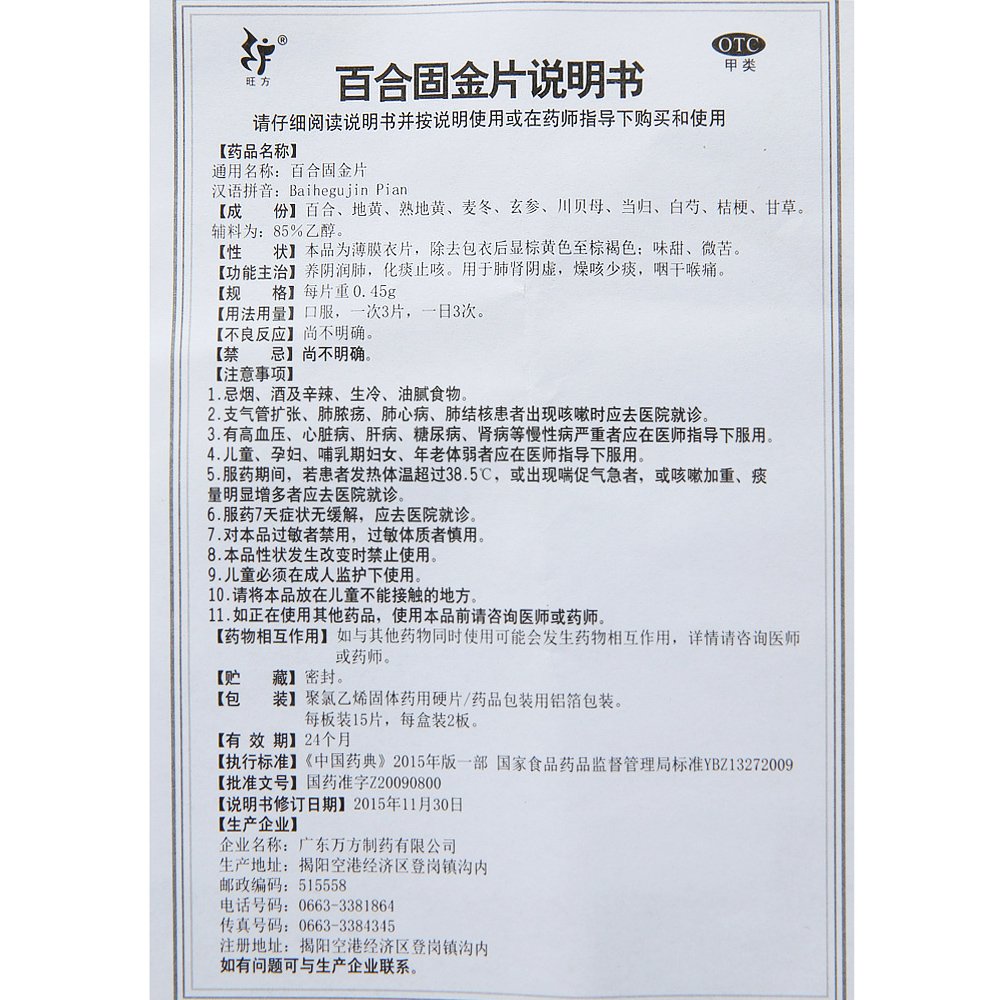 旺方
®
OTC
甲类
百合固金片说明书
请仔细阅读说明书并按说明使用或在药师指导下购买和使用
【药品名称】
通用名称：百合固金片
汉语拼音：Baihegujin Pian
【成　份】百合、地黄、熟地黄、麦冬、玄参、川贝母、当归、白芍、桔梗、甘草。
辅料为：85%乙醇。
【性　状】本品为薄膜衣片，除去包衣后显棕黄色至棕褐色；味甜、微苦。
【功能主治】养阴润肺，化痰止咳。用于肺肾阴虚，燥咳少痰，咽干喉痛。
【规　格】每片重0.45g
【用法用量】口服，一次3片，一日3次。
【不良反应】尚不明确。
【禁　忌】尚不明确。
【注意事项】
1.忌烟、酒及辛辣、生冷、油腻食物。
2.支气管扩张、肺脓疡、肺心病、肺结核患者出现咳嗽时应去医院就诊。
3.有高血压、心脏病、肝病、糖尿病、肾病等慢性病严重者应在医师指导下服用。
4.儿童、孕妇、哺乳期妇女、年老体弱者应在医师指导下服用。
5.服药期间，若患者发热体温超过38.5℃，或出现喘促气急者，或咳嗽加重、痰
量明显增多者应去医院就诊。
6.服药7天症状无缓解，应去医院就诊。
7.对本品过敏者禁用，过敏体质者慎用。
8.本品性状发生改变时禁止使用。
9.儿童必须在成人监护下使用。
10.请将本品放在儿童不能接触的地方。
11.如正在使用其他药品，使用本品前请咨询医师或药师。
【药物相互作用】如与其他药物同时使用可能会发生药物相互作用，详情请咨询医师
或药师。
【贮　藏】密封。
【包　装】聚氯乙烯固体药用硬片/药品包装用铝箔包装。
每板装15片，每盒装2板。
【有 效 期】24个月
【执行标准】《中国药典》2015年版一部 国家食品药品监督管理局标准YBZ13272009
【批准文号】国药准字Z20090800
【说明书修订日期】2015年11月30日
【生产企业】
企业名称：广东万方制药有限公司
生产地址：揭阳空港经济区登岗镇沟内
邮政编码：515558
电话号码：0663-3381864
传真号码：0663-3384345
注册地址：揭阳空港经济区登岗镇沟内
如有问题可与生产企业联系。